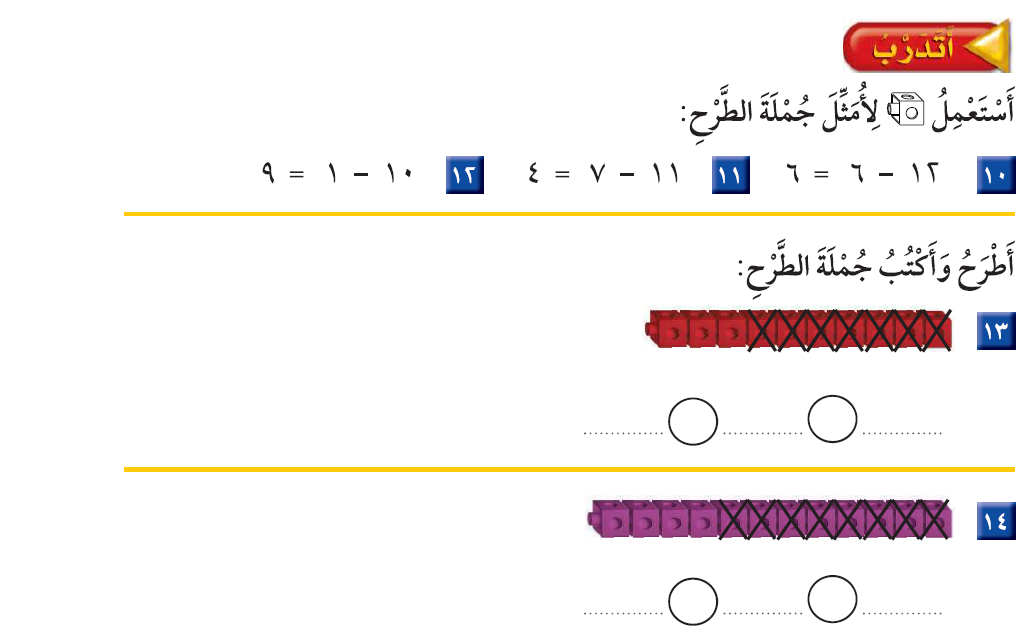 أَتَدَرَّبُ
أَسْتَعْمِلُ لِأُمَثِّلَ جُمْلَةَ الطَّرْحِ:
١٠ ١٢ − ٦ = ٦ ١١ ١١ − ٧ = ٤ ١٢ ١٠ − ١ = ٩
أَطْرَحُ وَأَكْتُبُ جُمْلَةَ الطَّرْحِ:
١٣
١٤